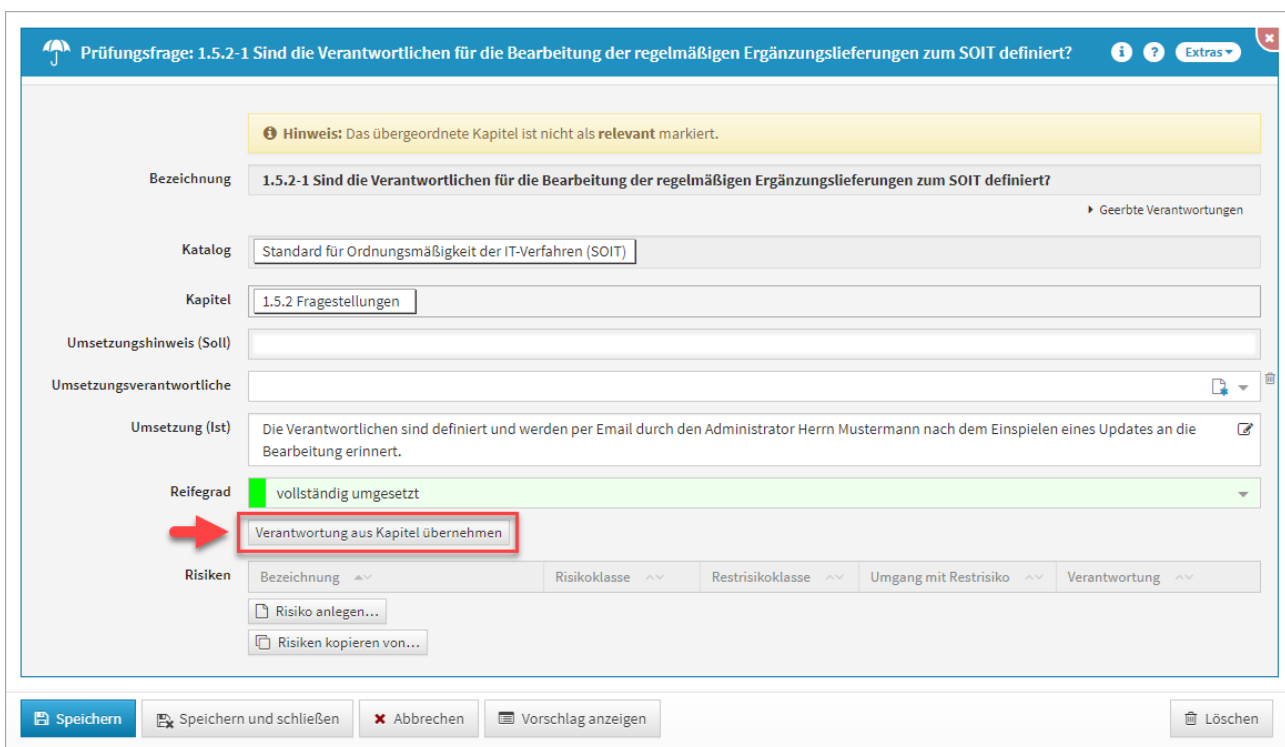 Prüfungsfrage: 1.5.2-1 Sind die Verantwortlichen für die Bearbeitung der regelmäßigen Ergänzungslieferungen zum SOIT definiert? i ? Extras
Hinweis: Das übergeordnete Kapitel ist nicht als relevant markiert.
Bezeichnung 1.5.2-1 Sind die Verantwortlichen für die Bearbeitung der regelmäßigen Ergänzungslieferungen zum SOIT definiert?
Geerbte Verantwortungen
Katalog Standard für Ordnungsmäßigkeit der IT-Verfahren (SOIT)
Kapitel 1.5.2 Fragestellungen
Umsetzungshinweis (Soll)
Umsetzungsverantwortliche
Umsetzung (Ist) Die Verantwortlichen sind definiert und werden per Email durch den Administrator Herrn Mustermann nach dem Einspielen eines Updates an die
Bearbeitung erinnert.
Reifegrad vollständig umgesetzt
Verantwortung aus Kapitel übernehmen
Risiken Bezeichnung Risikoklasse Restrisikoklasse Umgang mit Restrisiko Verantwortung
Risiko anlegen...
Risiken kopieren von...
Speichern Speichern und schließen Abbrechen Vorschlag anzeigen Löschen